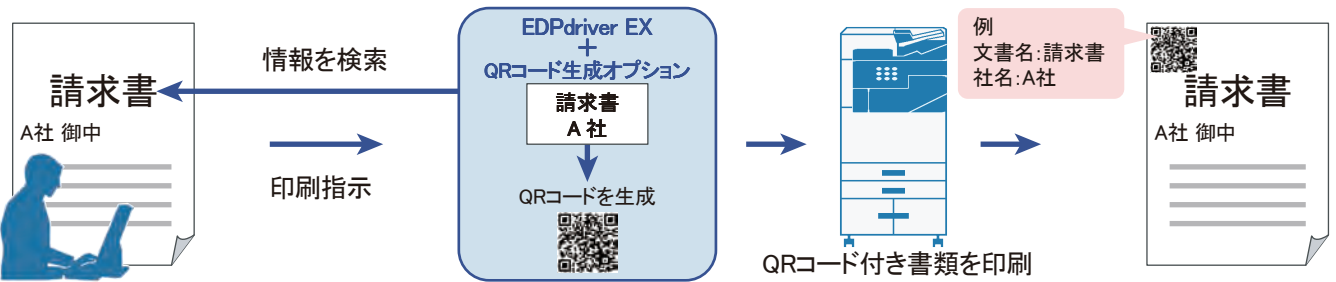 請求書
A社 御中
情報を検索
印刷指示
EDPdriver EX
+
QRコード生成オプション
請求書
A 社
QRコードを生成
QRコード付き書類を印刷
例
文書名:請求書
社名:A社
請求書
A社 御中